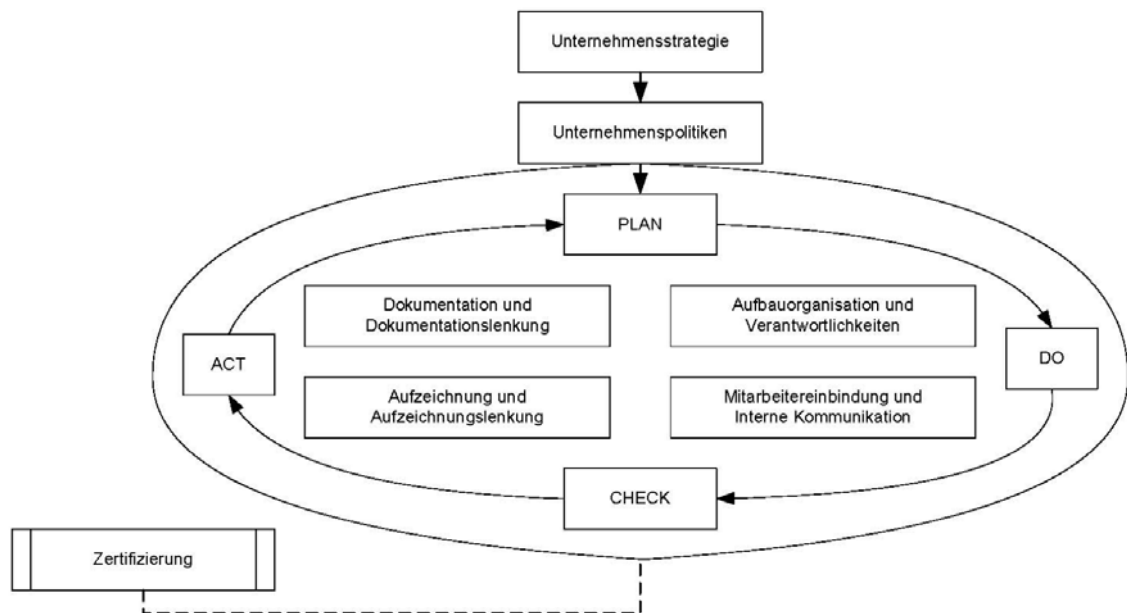 Unternehmensstrategie
Unternehmenspolitiken
PLAN
Dokumentation und
Dokumentationslenkung
Aufbauorganisation und
Verantwortlichkeiten
ACT
DO
Aufzeichnung und
Aufzeichnungslenkung
Mitarbeitereinbindung und
Interne Kommunikation
CHECK
Zertifizierung